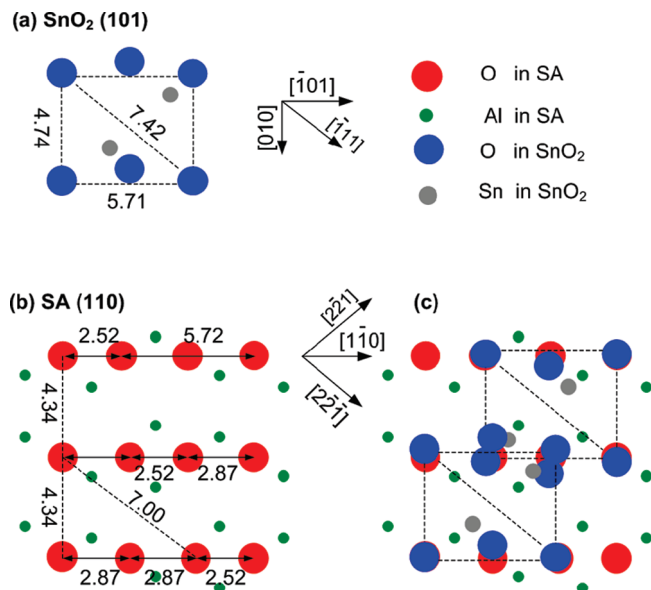 (a) SnO₂ (101)
4.74
7.42
5.71
[1̄01]
[010]
[1̄11]
O in SA
Al in SA
O in SnO₂
Sn in SnO₂
(b) SA (110)
2.52 5.72
4.34
2.52 2.87
4.34
7.00
2.87 2.87 2.52
[22̄1]
[11̄0]
[22̄1̄]
(c)